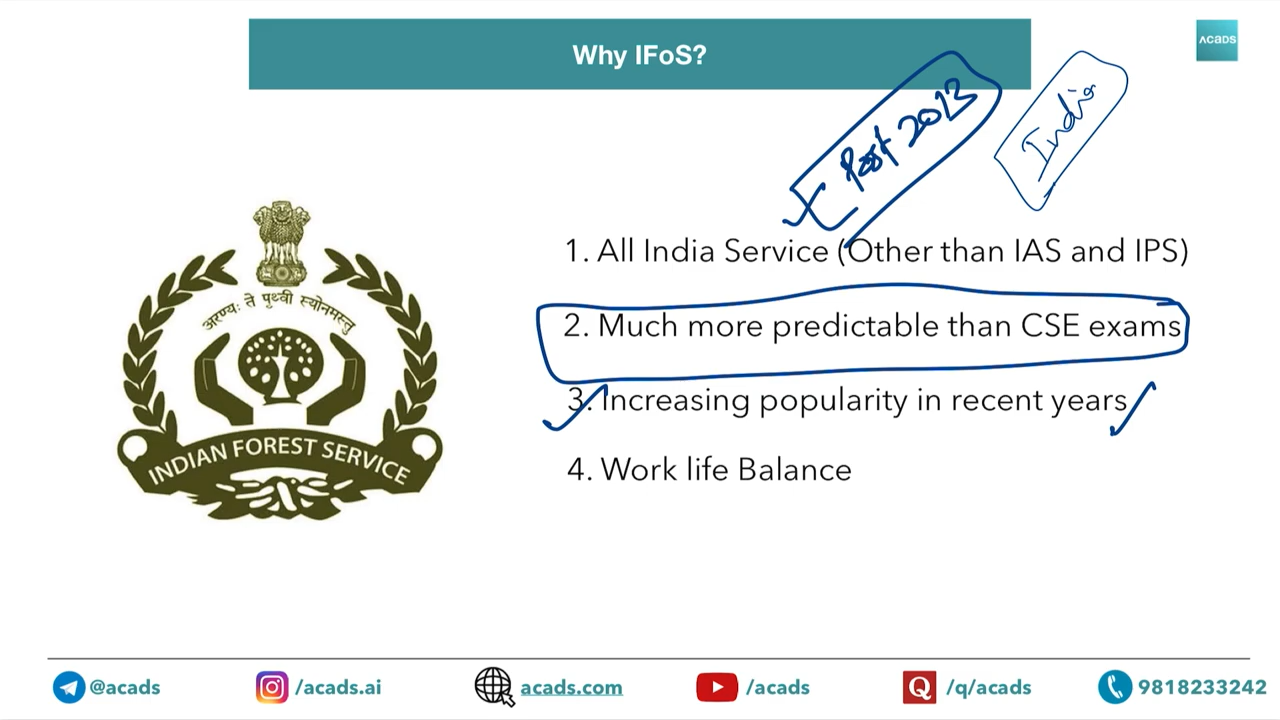 Why IFoS?
ACADS
Post 2013
India
1. All India Service (Other than IAS and IPS)
2. Much more predictable than CSE exams
3. Increasing popularity in recent years
4. Work life Balance
अरण्यः ते पृथ्वी स्योनमस्तु
INDIAN FOREST SERVICE
@acads
/acads.ai
acads.com
/acads
/q/acads
9818233242